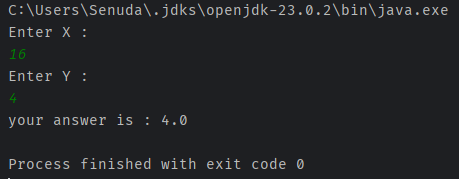 C:\Users\Senuda\.jdks\openjdk-23.0.2\bin\java.exe
Enter X :
16
Enter Y :
4
your answer is : 4.0
Process finished with exit code 0